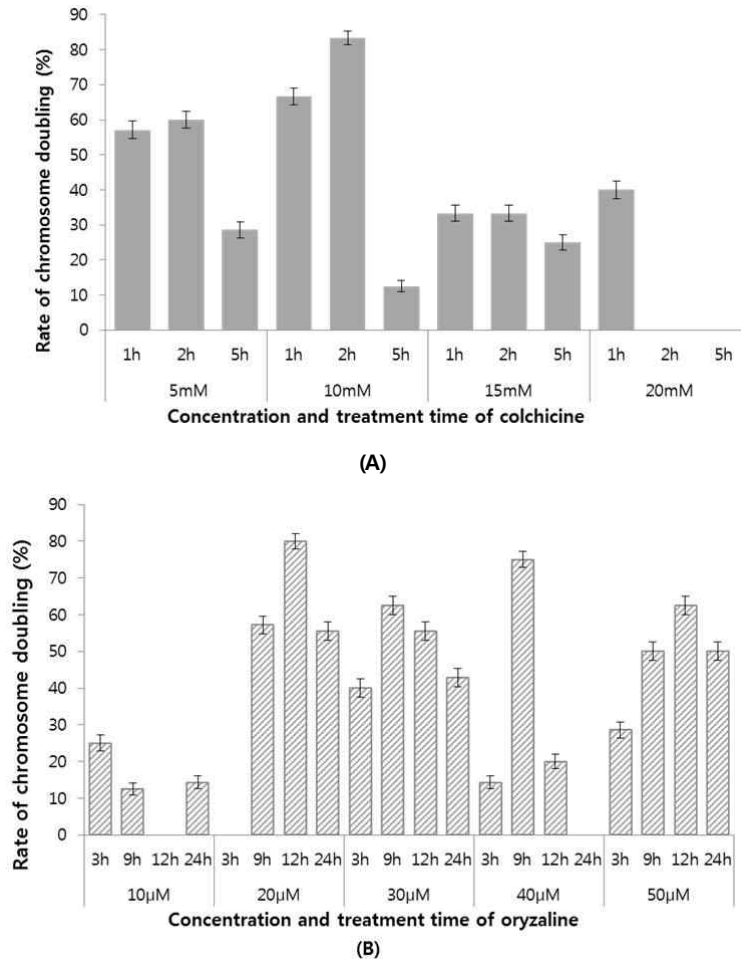 90
80
70
60
50
40
30
20
10
0
Rate of chromosome doubling (%)
1h 2h 5h 1h 2h 5h 1h 2h 5h 1h 2h 5h
5mM 10mM 15mM 20mM
Concentration and treatment time of colchicine
(A)
90
80
70
60
50
40
30
20
10
0
Rate of chromosome doubling (%)
3h 9h 12h 24h 3h 9h 12h 24h 3h 9h 12h 24h 3h 9h 12h 24h 3h 9h 12h 24h
10μM 20μM 30μM 40μM 50μM
Concentration and treatment time of oryzaline
(B)